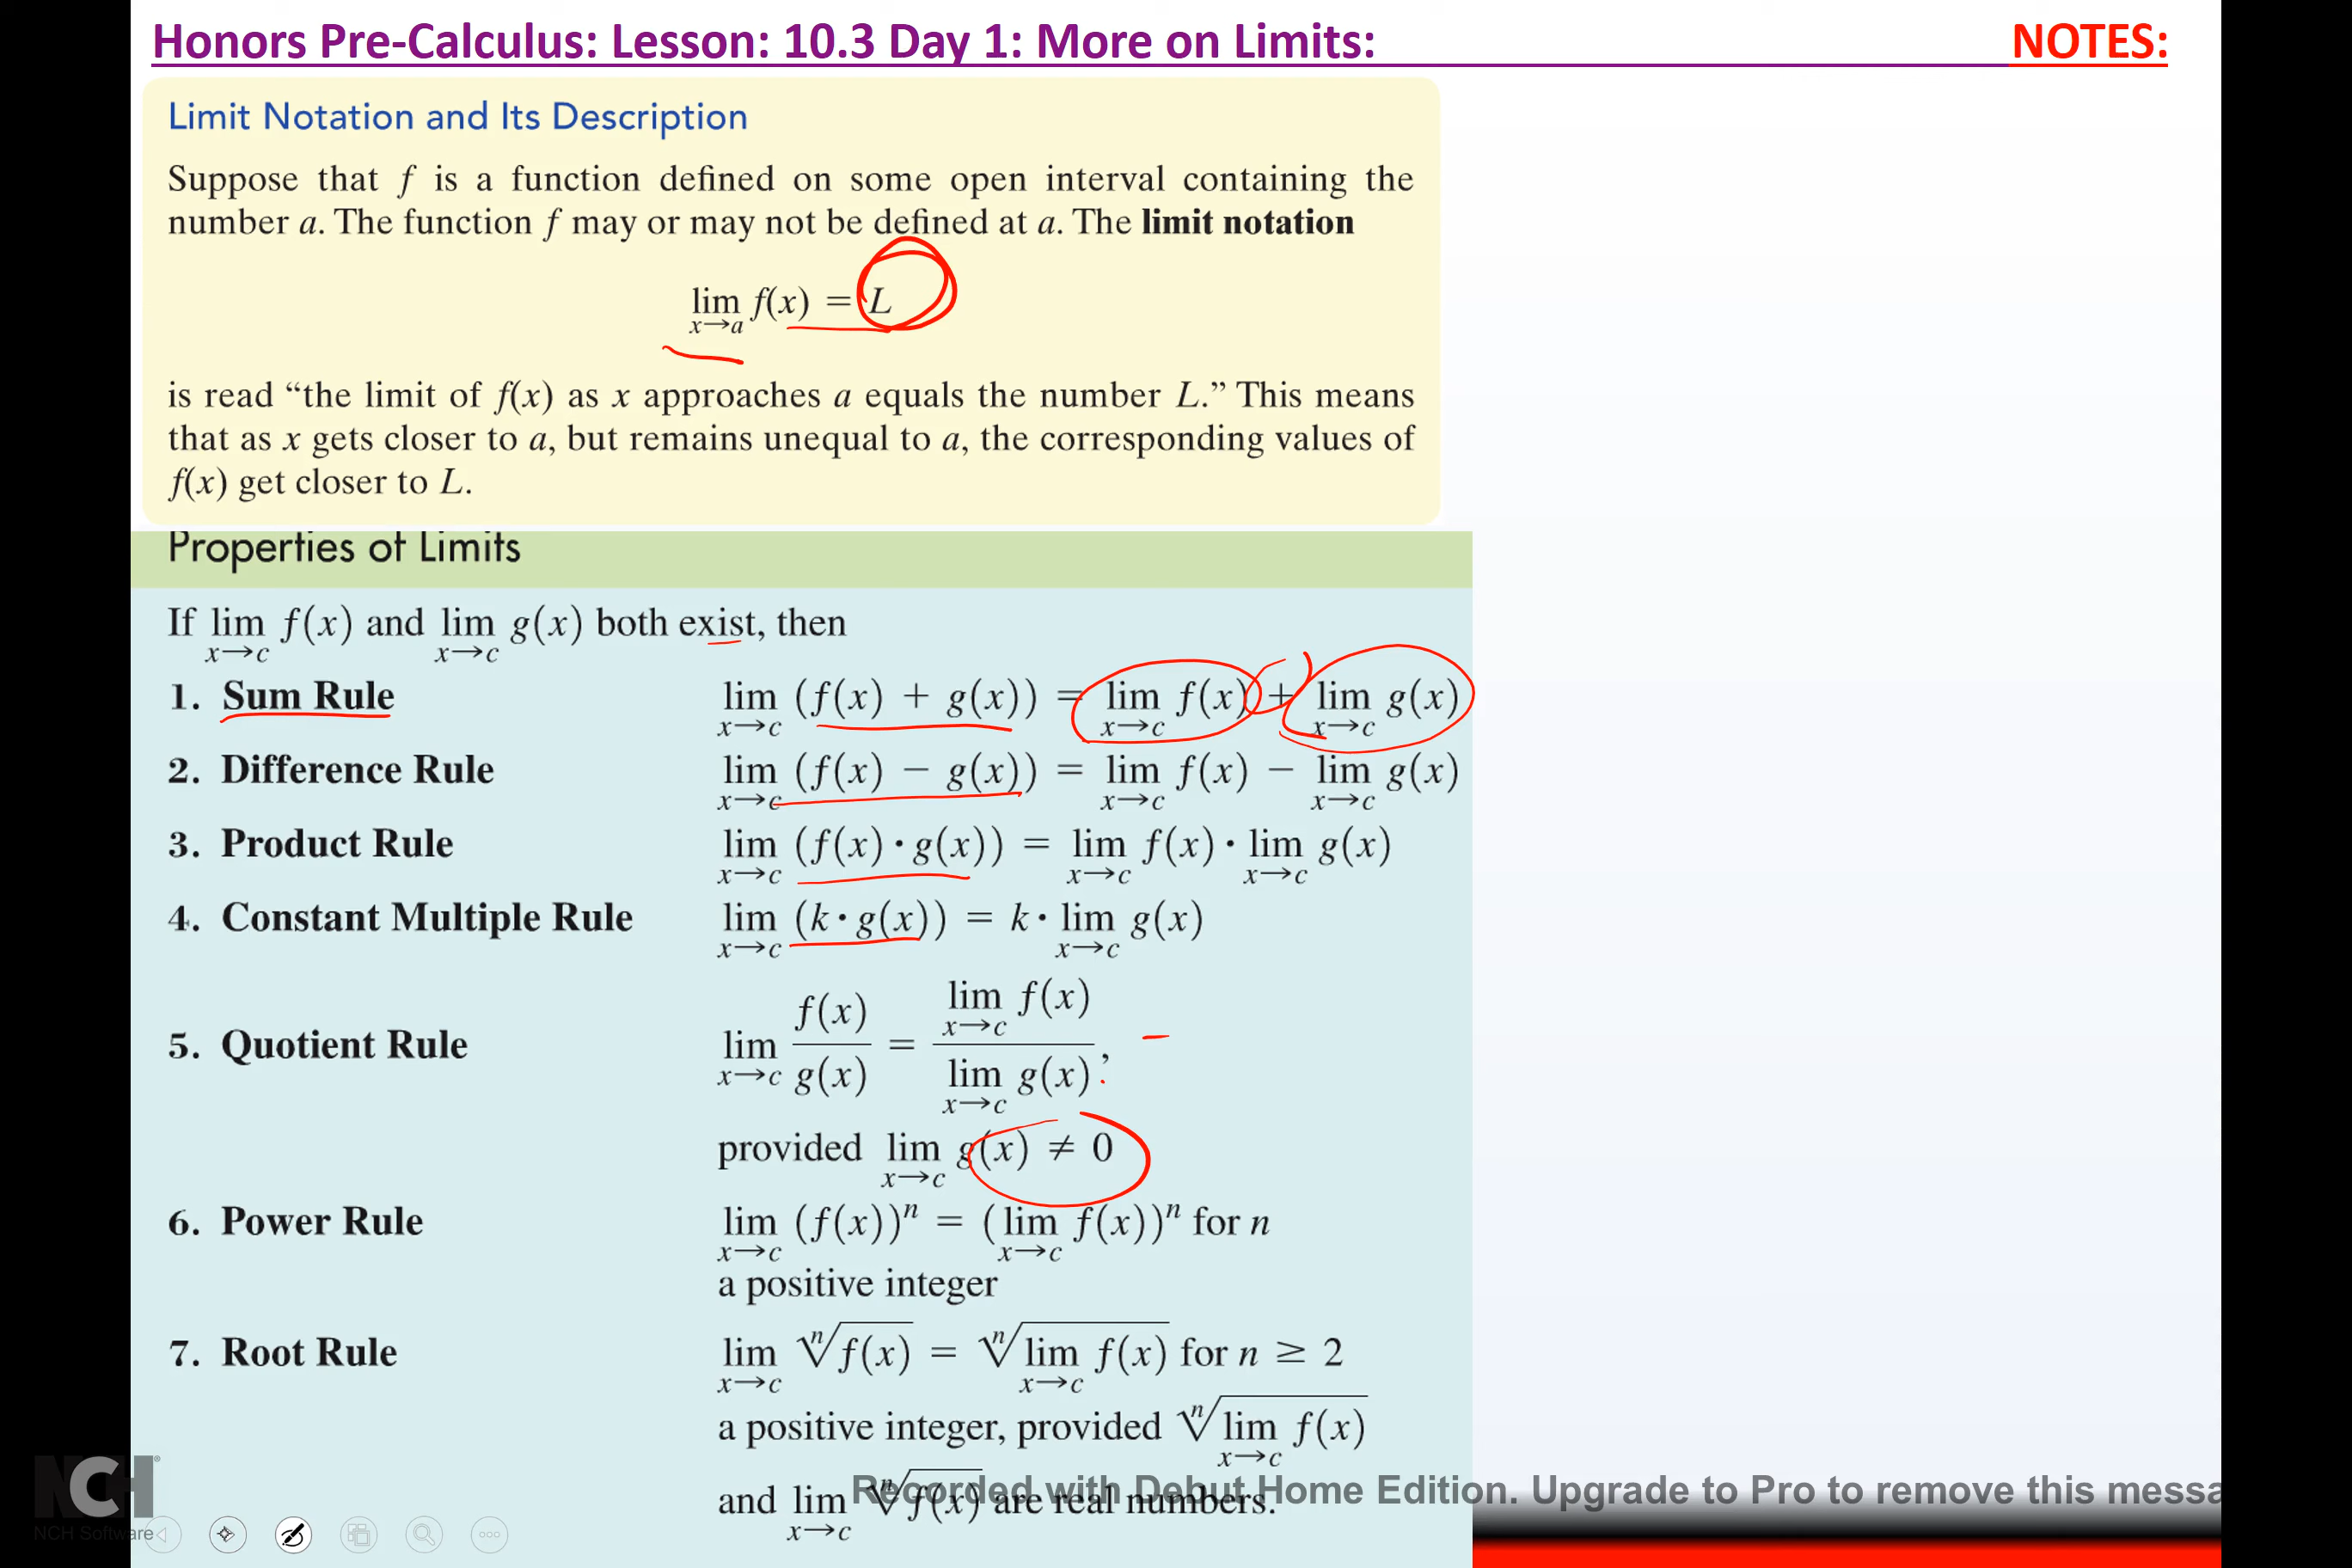 Honors Pre-Calculus: Lesson: 10.3 Day 1: More on Limits: NOTES:
Limit Notation and Its Description
Suppose that f is a function defined on some open interval containing the
number a. The function f may or may not be defined at a. The limit notation
lim x→a f(x) = L
is read “the limit of f(x) as x approaches a equals the number L.” This means
that as x gets closer to a, but remains unequal to a, the corresponding values of
f(x) get closer to L.
Properties of Limits
If lim x→c f(x) and lim x→c g(x) both exist, then
1. Sum Rule lim x→c (f(x) + g(x)) = lim x→c f(x) + lim x→c g(x)
2. Difference Rule lim x→c (f(x) − g(x)) = lim x→c f(x) − lim x→c g(x)
3. Product Rule lim x→c (f(x) · g(x)) = lim x→c f(x) · lim x→c g(x)
4. Constant Multiple Rule lim x→c (k · g(x)) = k · lim x→c g(x)
5. Quotient Rule lim x→c f(x)/g(x) = lim x→c f(x) / lim x→c g(x),
provided lim x→c g(x) ≠ 0
6. Power Rule lim x→c (f(x))ⁿ = (lim x→c f(x))ⁿ for n
a positive integer
7. Root Rule lim x→c ⁿ√f(x) = ⁿ√lim x→c f(x) for n ≥ 2
a positive integer, provided ⁿ√lim x→c f(x)
and lim x→c ⁿ√f(x) are real numbers.
Recorded with Debut Home Edition. Upgrade to Pro to remove this messa
NCH
NCH Software